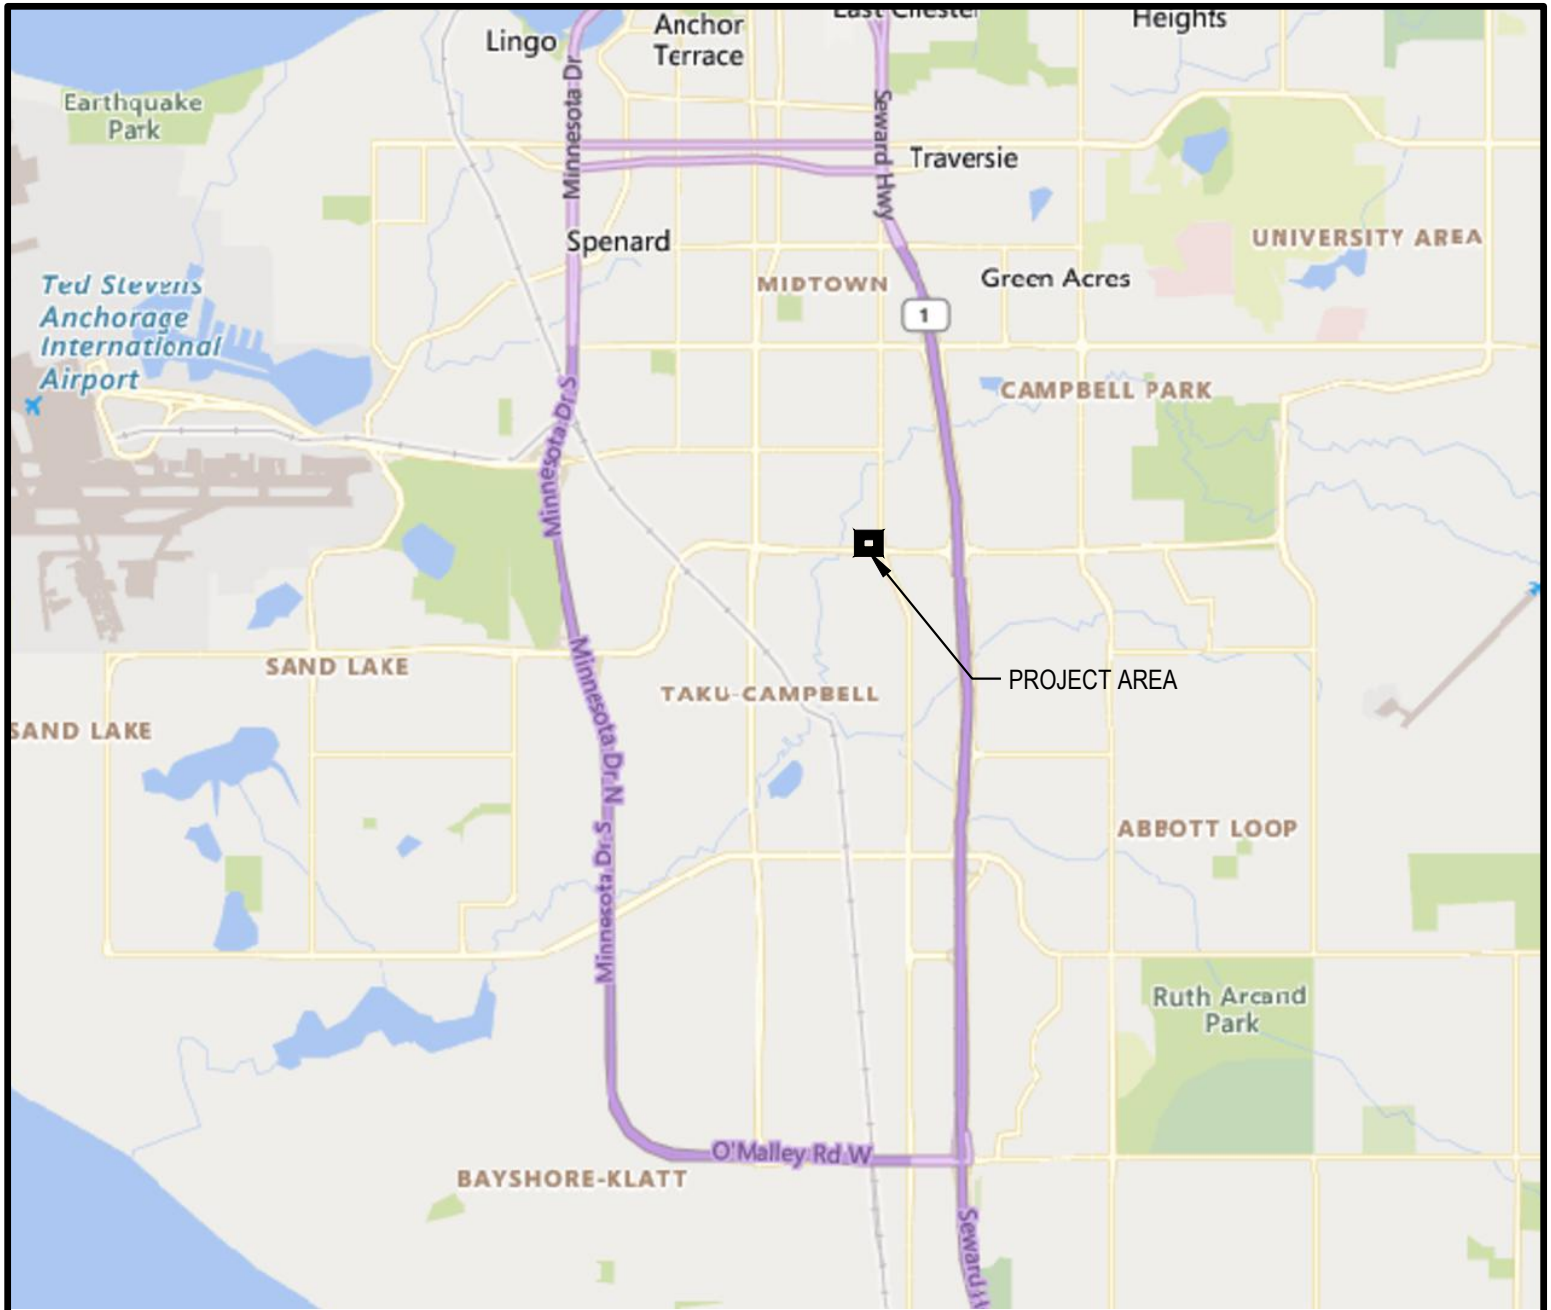 East Chester
Heights
Lingo
Anchor
Terrace
Minnesota Dr
Earthquake
Park
Seward Hwy
Traversie
Spenard
UNIVERSITY AREA
MIDTOWN
Green Acres
Ted Stevens
Anchorage
International
Airport
1
CAMPBELL PARK
Minnesota Dr S
SAND LAKE
Minnesota Dr N
TAKU-CAMPBELL
PROJECT AREA
SAND LAKE
ABBOTT LOOP
Minnesota Dr S
Ruth Arcand
Park
O'Malley Rd W
BAYSHORE-KLATT
Seward H